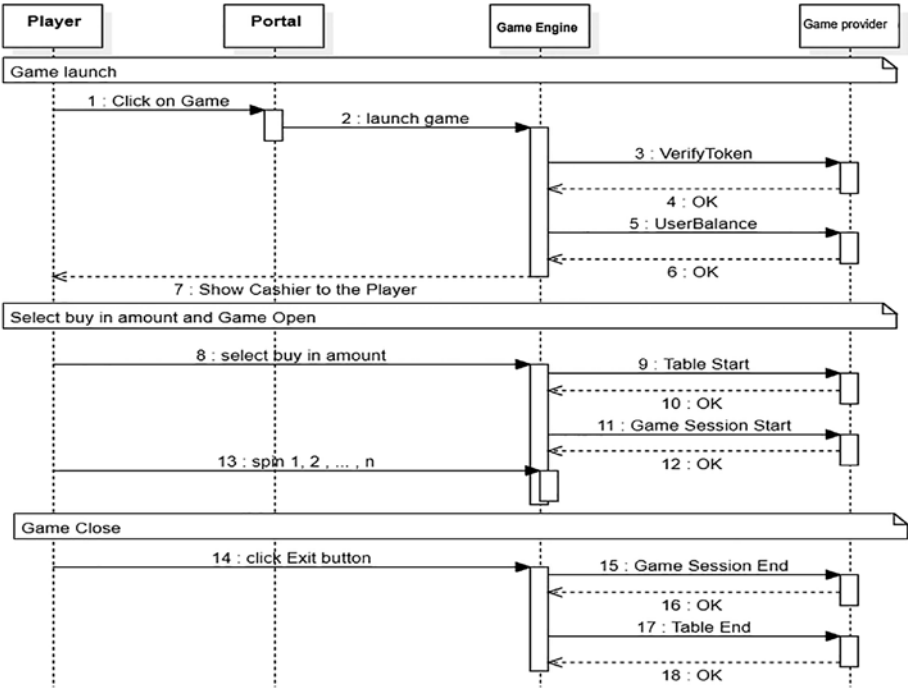 Player
Portal
Game Engine
Game provider
Game launch
1 : Click on Game
2 : launch game
3 : VerifyToken
4 : OK
5 : UserBalance
6 : OK
7 : Show Cashier to the Player
Select buy in amount and Game Open
8 : select buy in amount
9 : Table Start
10 : OK
11 : Game Session Start
12 : OK
13 : spin 1, 2 , ... , n
Game Close
14 : click Exit button
15 : Game Session End
16 : OK
17 : Table End
18 : OK